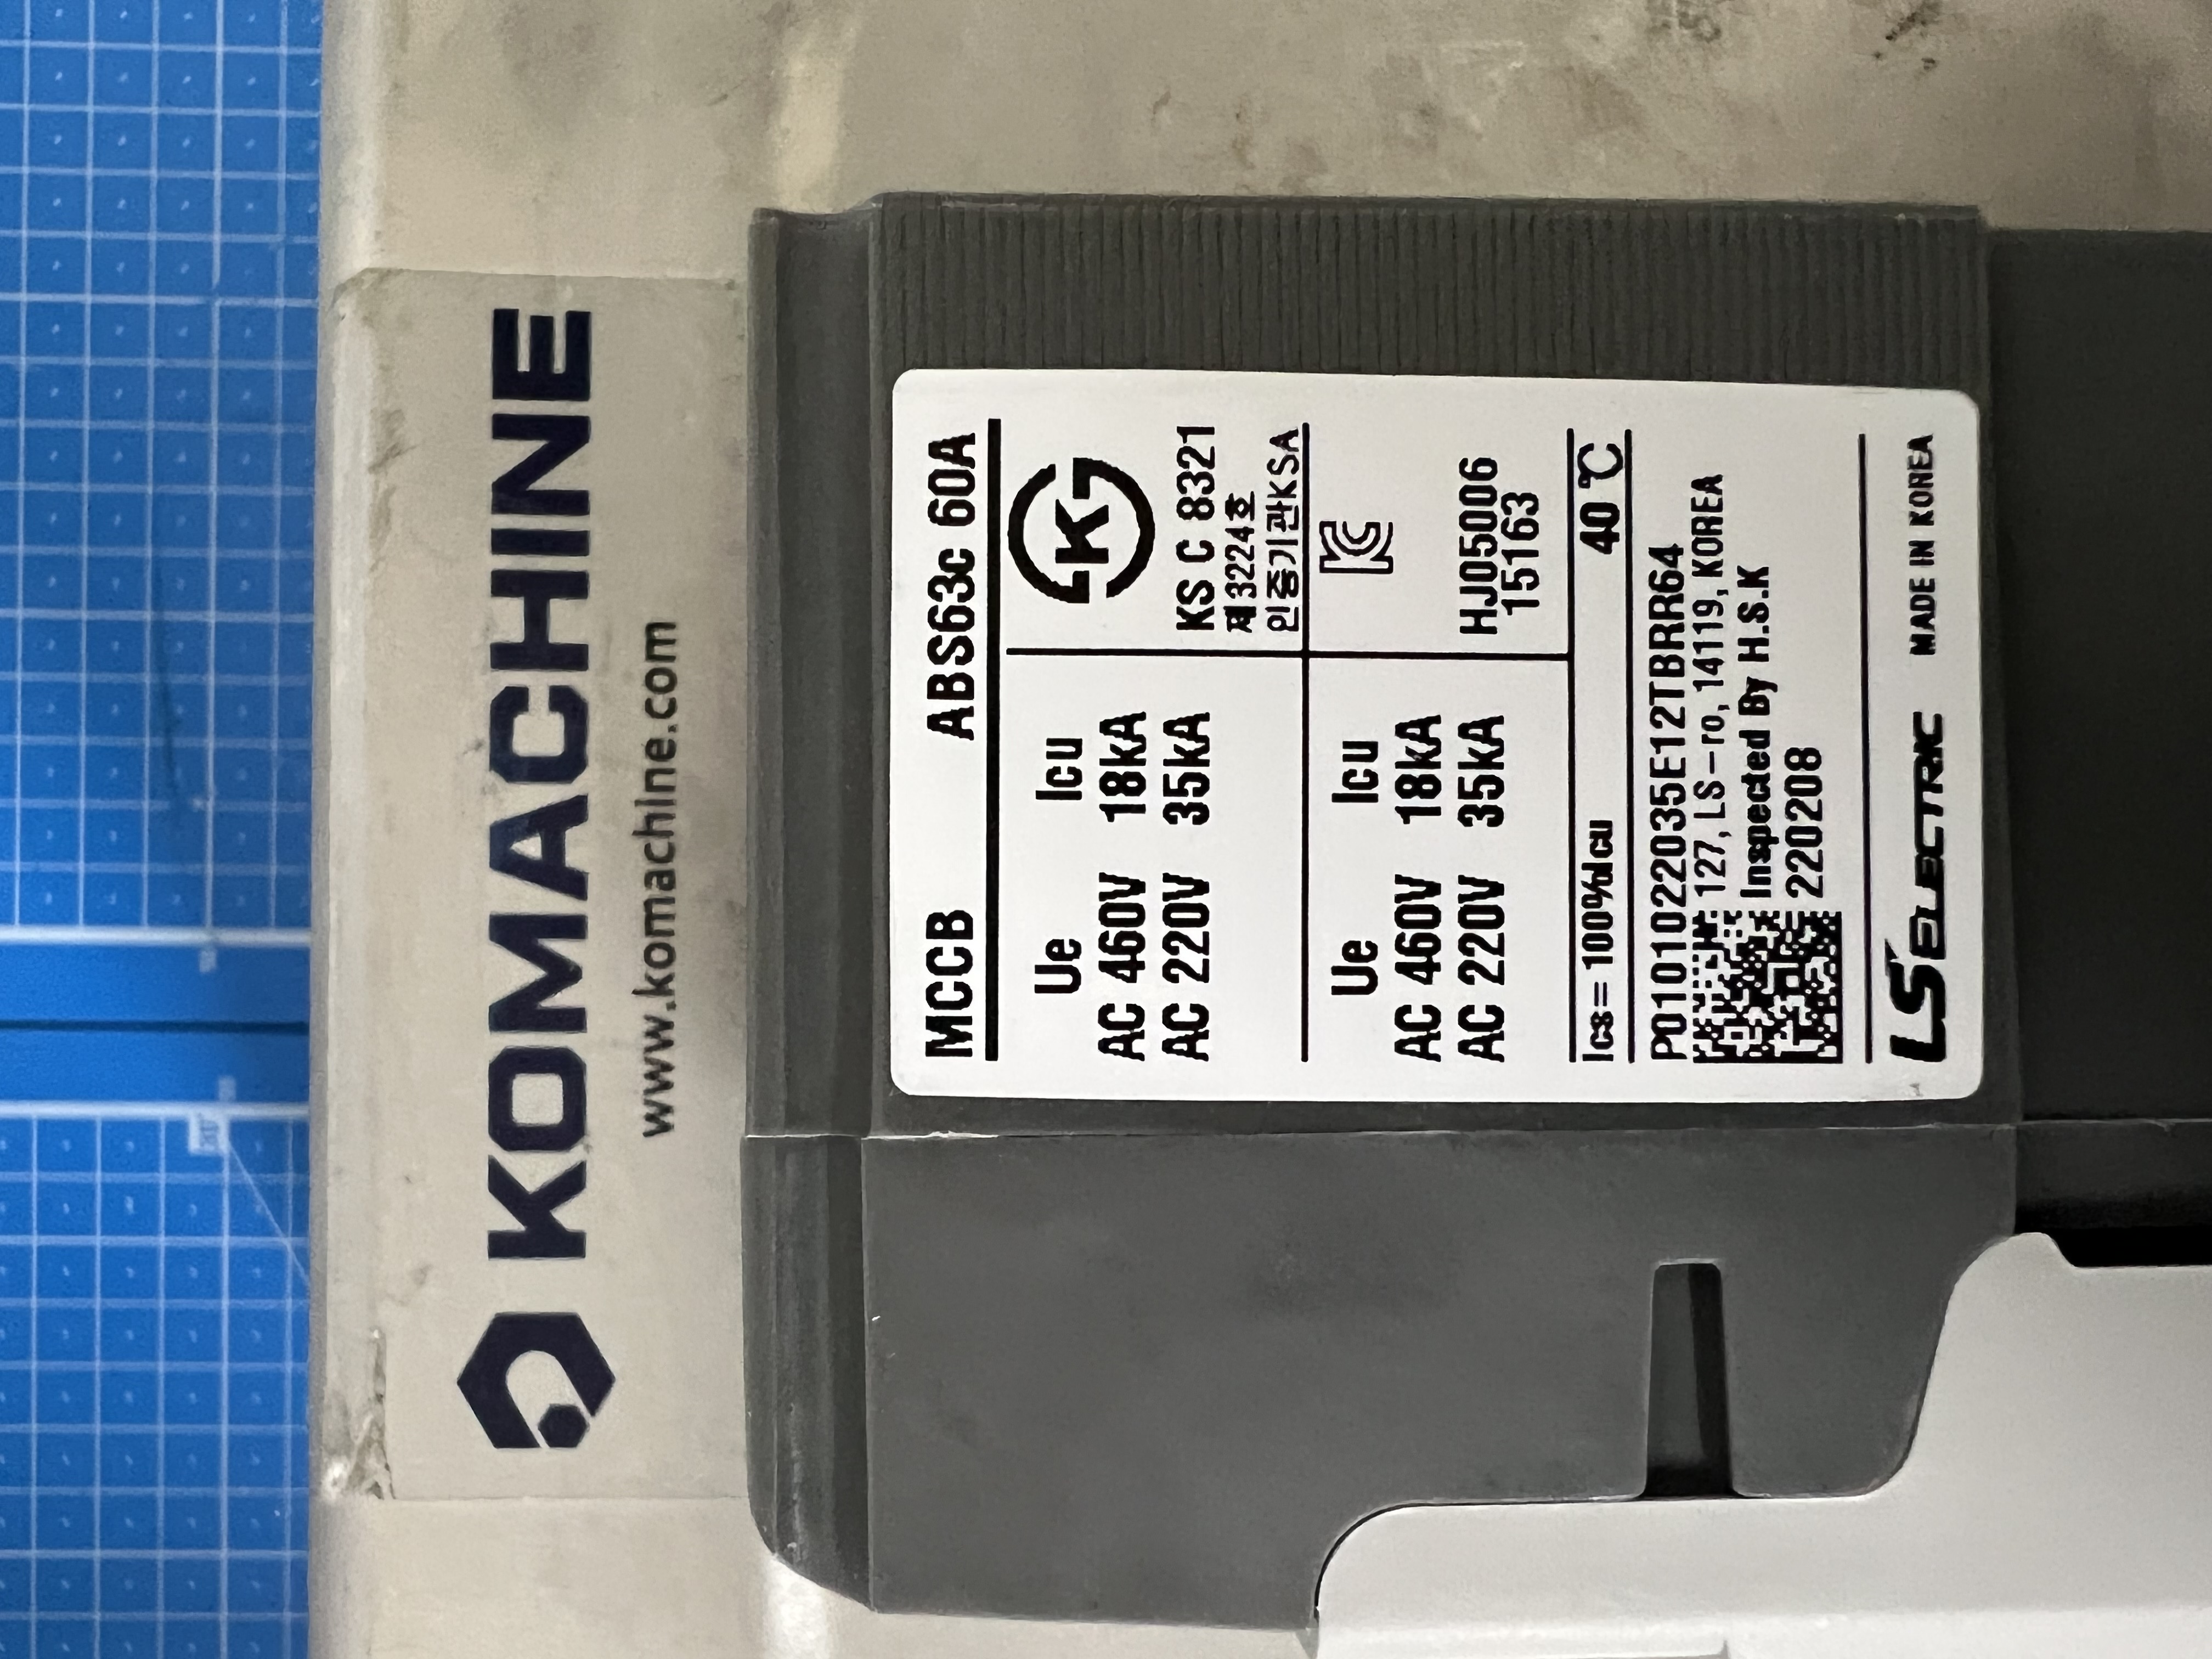 KOMACHINE
www.komachine.com
MCCB ABS63c 60A
Ue Icu
AC 460V 18kA
AC 220V 35kA
K
KS C 8321
제3224호
인증기관KSA
Ue Icu
AC 460V 18kA
AC 220V 35kA
KC
HJ05006
15163
Ics=100%Icu 40℃
P0101022035E12TBRR64
127, LS-ro, 14119, KOREA
Inspected By H.S.K
220208
LS ELECTRIC MADE IN KOREA